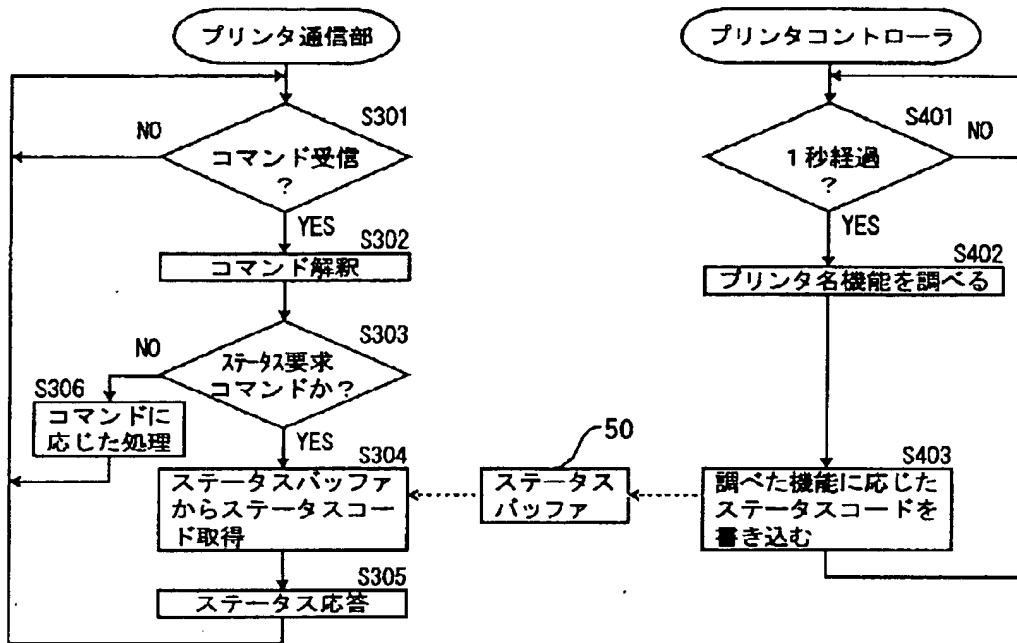 プリンタ通信部
S301
NO
コマンド受信
?
YES
S302
コマンド解釈
S303
NO
ステータス要求
コマンドか?
S306
コマンドに
応じた処理
YES
S304
ステータスバッファ
からステータスコー
ド取得
S305
ステータス応答
50
ステータス
バッファ
プリンタコントローラ
S401
NO
1秒経過
?
YES
S402
プリンタ名機能を調べる
S403
調べた機能に応じた
ステータスコードを
書き込む